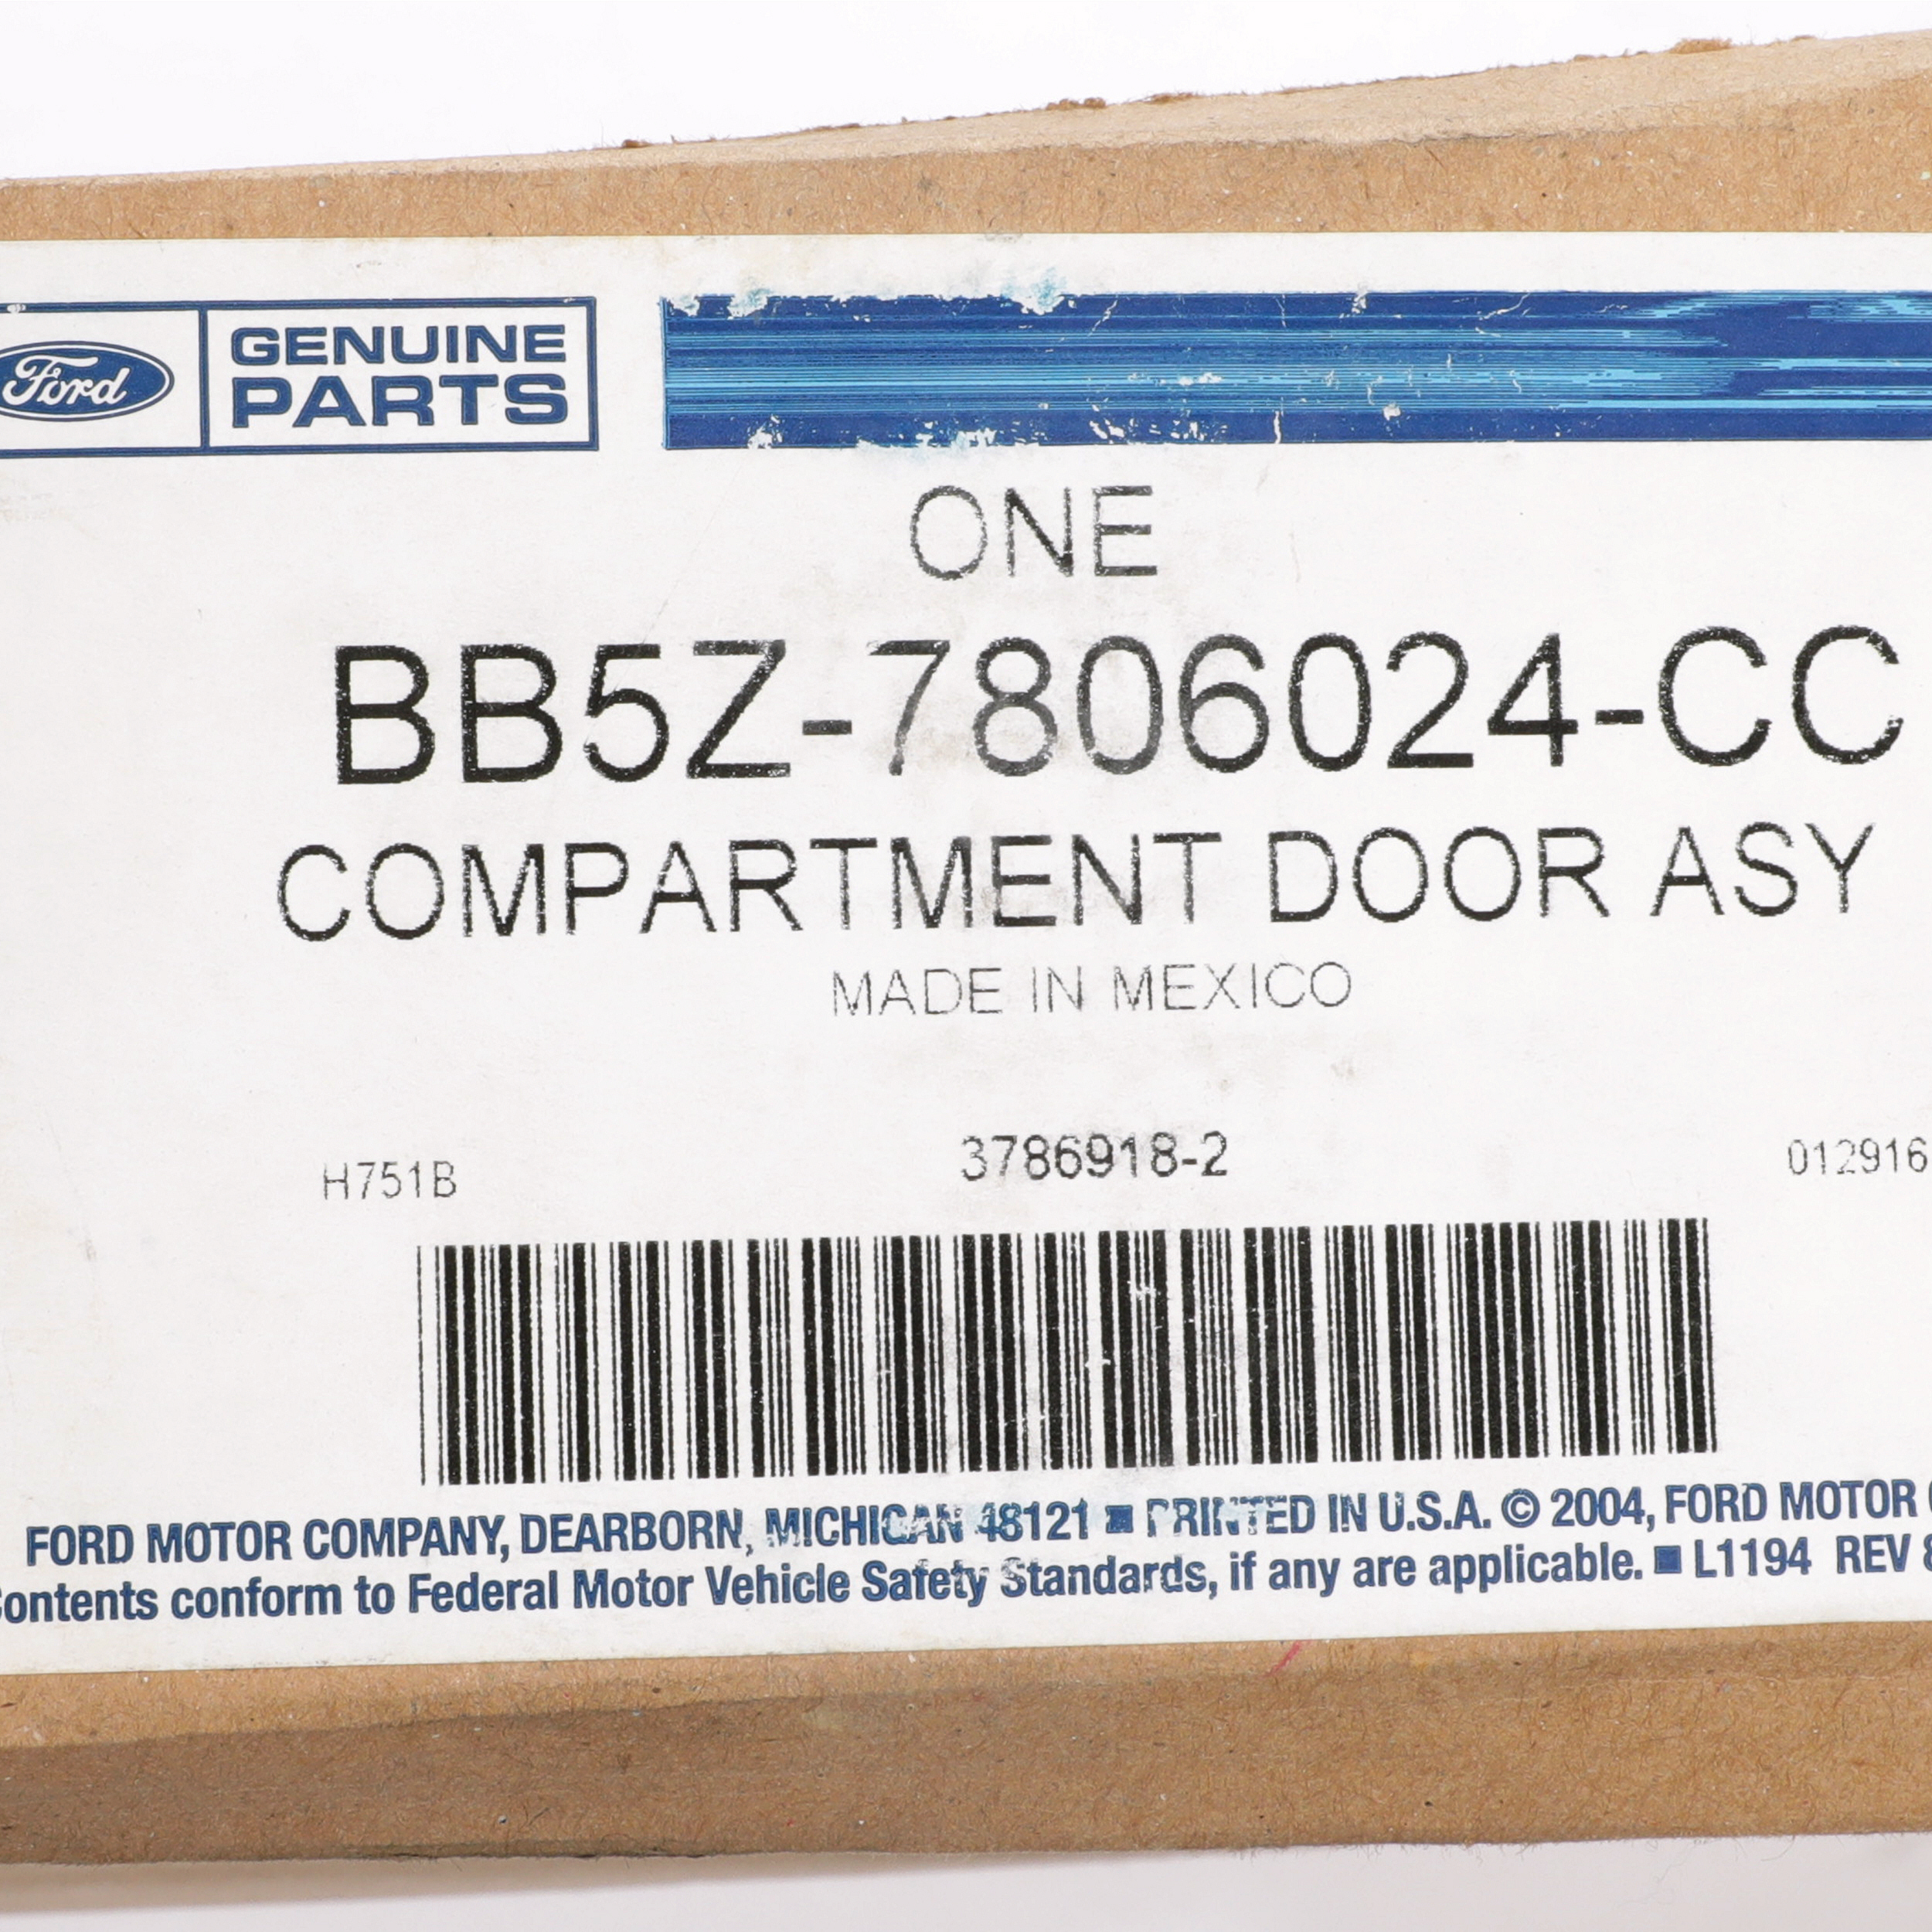 Ford GENUINE
PARTS
ONE
BB5Z-7806024-CC
COMPARTMENT DOOR ASY
MADE IN MEXICO
H751B 3786918-2 012916
FORD MOTOR COMPANY, DEARBORN, MICHICAN 48121 ■ PRINTED IN U.S.A. © 2004, FORD MOTOR
contents conform to Federal Motor Vehicle Safety Standards, if any are applicable. ■ L1194 REV